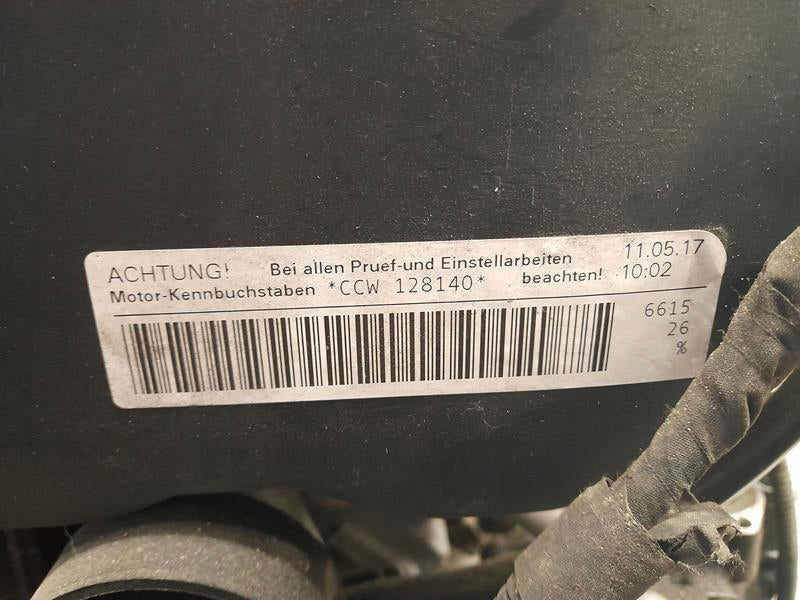 ACHTUNG! Bei allen Pruef-und Einstellarbeiten 11.05.17
Motor-Kennbuchstaben *CCW 128140* beachten! 10:02
6615
26
%